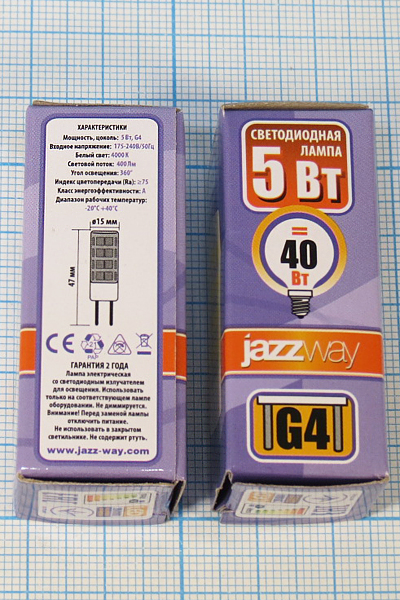 ХАРАКТЕРИСТИКИ
Мощность, цоколь: 5 Вт, G4
Входное напряжение: 175-240В/50Гц
Белый свет: 4000 К
Световой поток: 400 Лм
Угол освещения: 360°
Индекс цветопередачи (Ra): ≥75
Класс энергоэффективности: А
Диапазон рабочих температур:
-20°C +40°C
ø15 мм
47 мм
CE
21
PAP
ГАРАНТИЯ 2 ГОДА
Лампа электрическая
со светодиодным излучателем
для освещения. Использовать
только на соответствующем лампе
оборудовании. Не диммируется.
Внимание! Перед заменой лампы
отключить питание.
Не использовать в закрытом
светильнике. Не содержит ртуть.
www.jazz-way.com
СВЕТОДИОДНАЯ
ЛАМПА
5 Вт
=
40
Вт
jazzway
G4